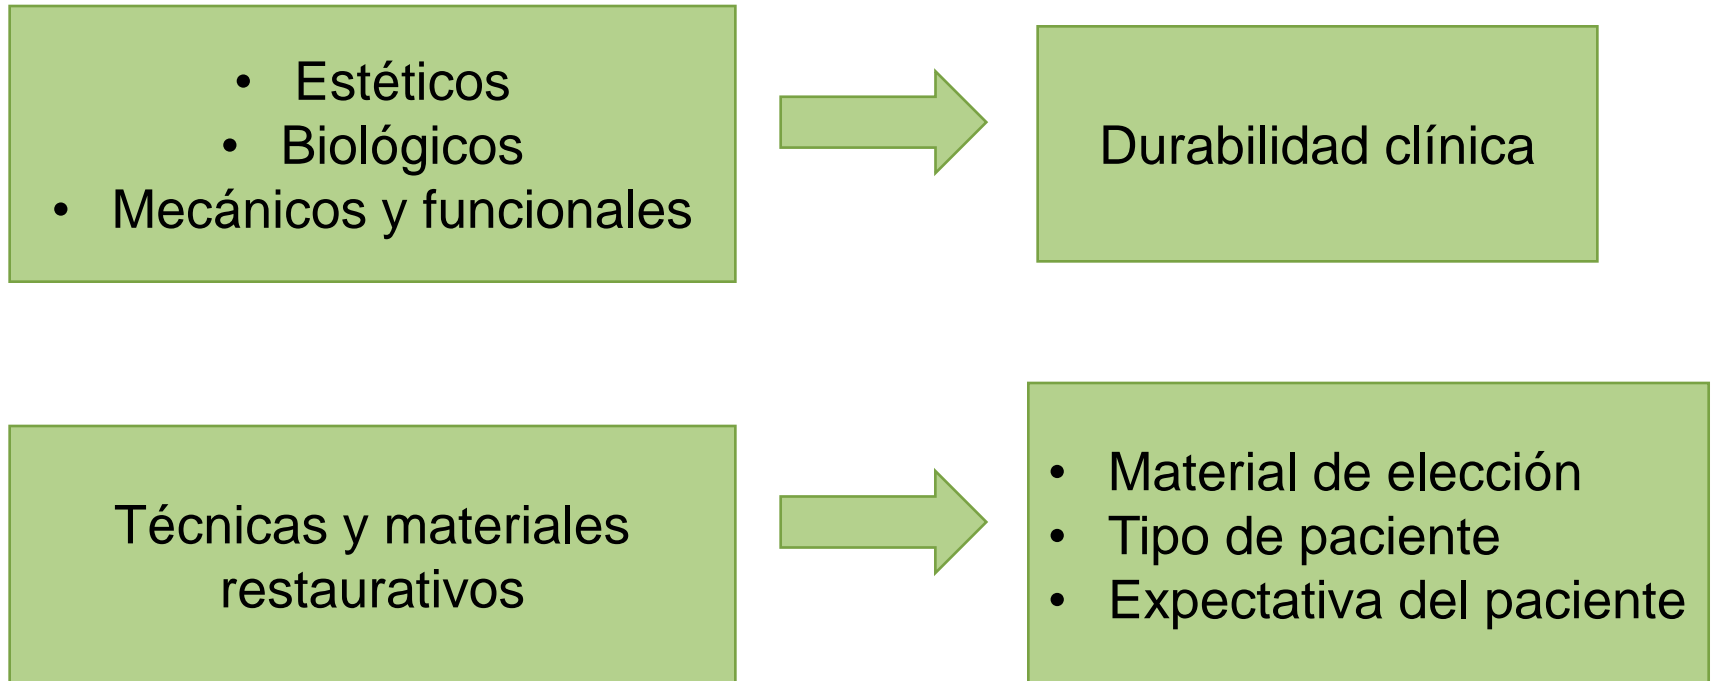 • Estéticos
• Biológicos
• Mecánicos y funcionales
Durabilidad clínica
Técnicas y materiales
restaurativos
• Material de elección
• Tipo de paciente
• Expectativa del paciente